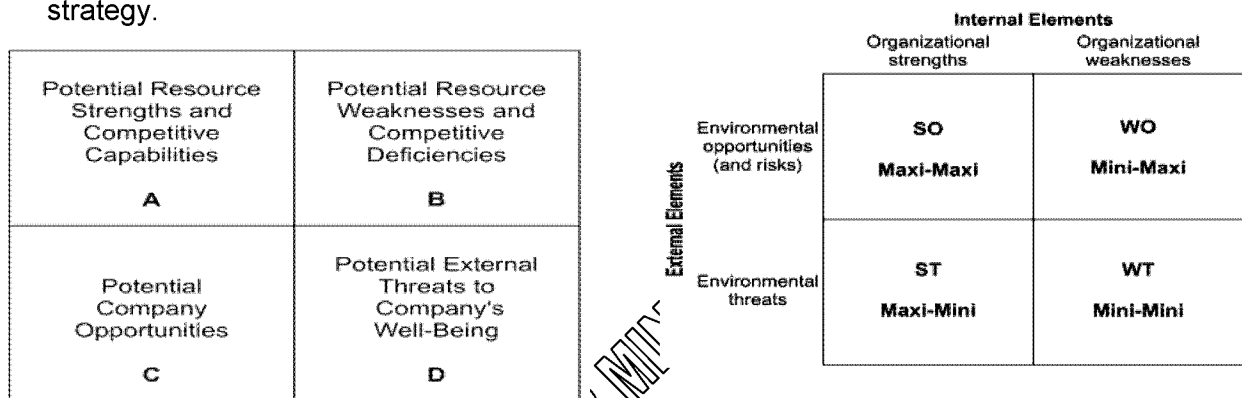 strategy.
Potential Resource
Strengths and
Competitive
Capabilities
A
Potential Resource
Weaknesses and
Competitive
Deficiencies
B
Potential
Company
Opportunities
C
Potential External
Threats to
Company's
Well-Being
D
Internal Elements
Organizational
strengths
Organizational
weaknesses
External Elements
Environmental
opportunities
(and risks)
SO
Maxi-Maxi
WO
Mini-Maxi
Environmental
threats
ST
Maxi-Mini
WT
Mini-Mini